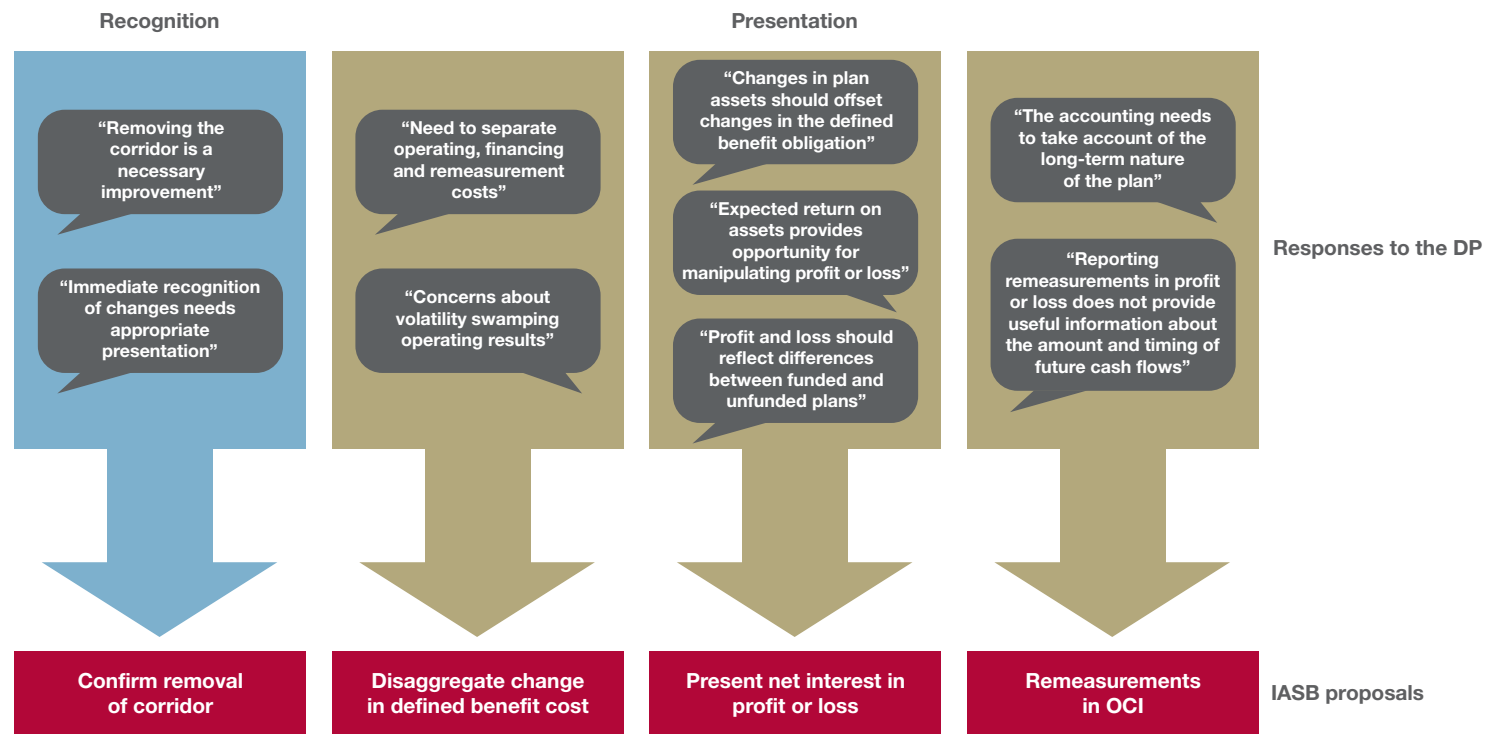 Recognition
Presentation
“Removing the
corridor is a
necessary
improvement”
“Immediate recognition
of changes needs
appropriate
presentation”
“Need to separate
operating, financing
and remeasurement
costs”
“Concerns about
volatility swamping
operating results”
“Changes in plan
assets should offset
changes in the defined
benefit obligation”
“Expected return on
assets provides
opportunity for
manipulating profit or loss”
“Profit and loss should
reflect differences
between funded and
unfunded plans”
“The accounting needs
to take account of the
long-term nature
of the plan”
“Reporting
remeasurements in profit
or loss does not provide
useful information about
the amount and timing of
future cash flows”
Responses to the DP
Confirm removal
of corridor
Disaggregate change
in defined benefit cost
Present net interest in
profit or loss
Remeasurements
in OCI
IASB proposals